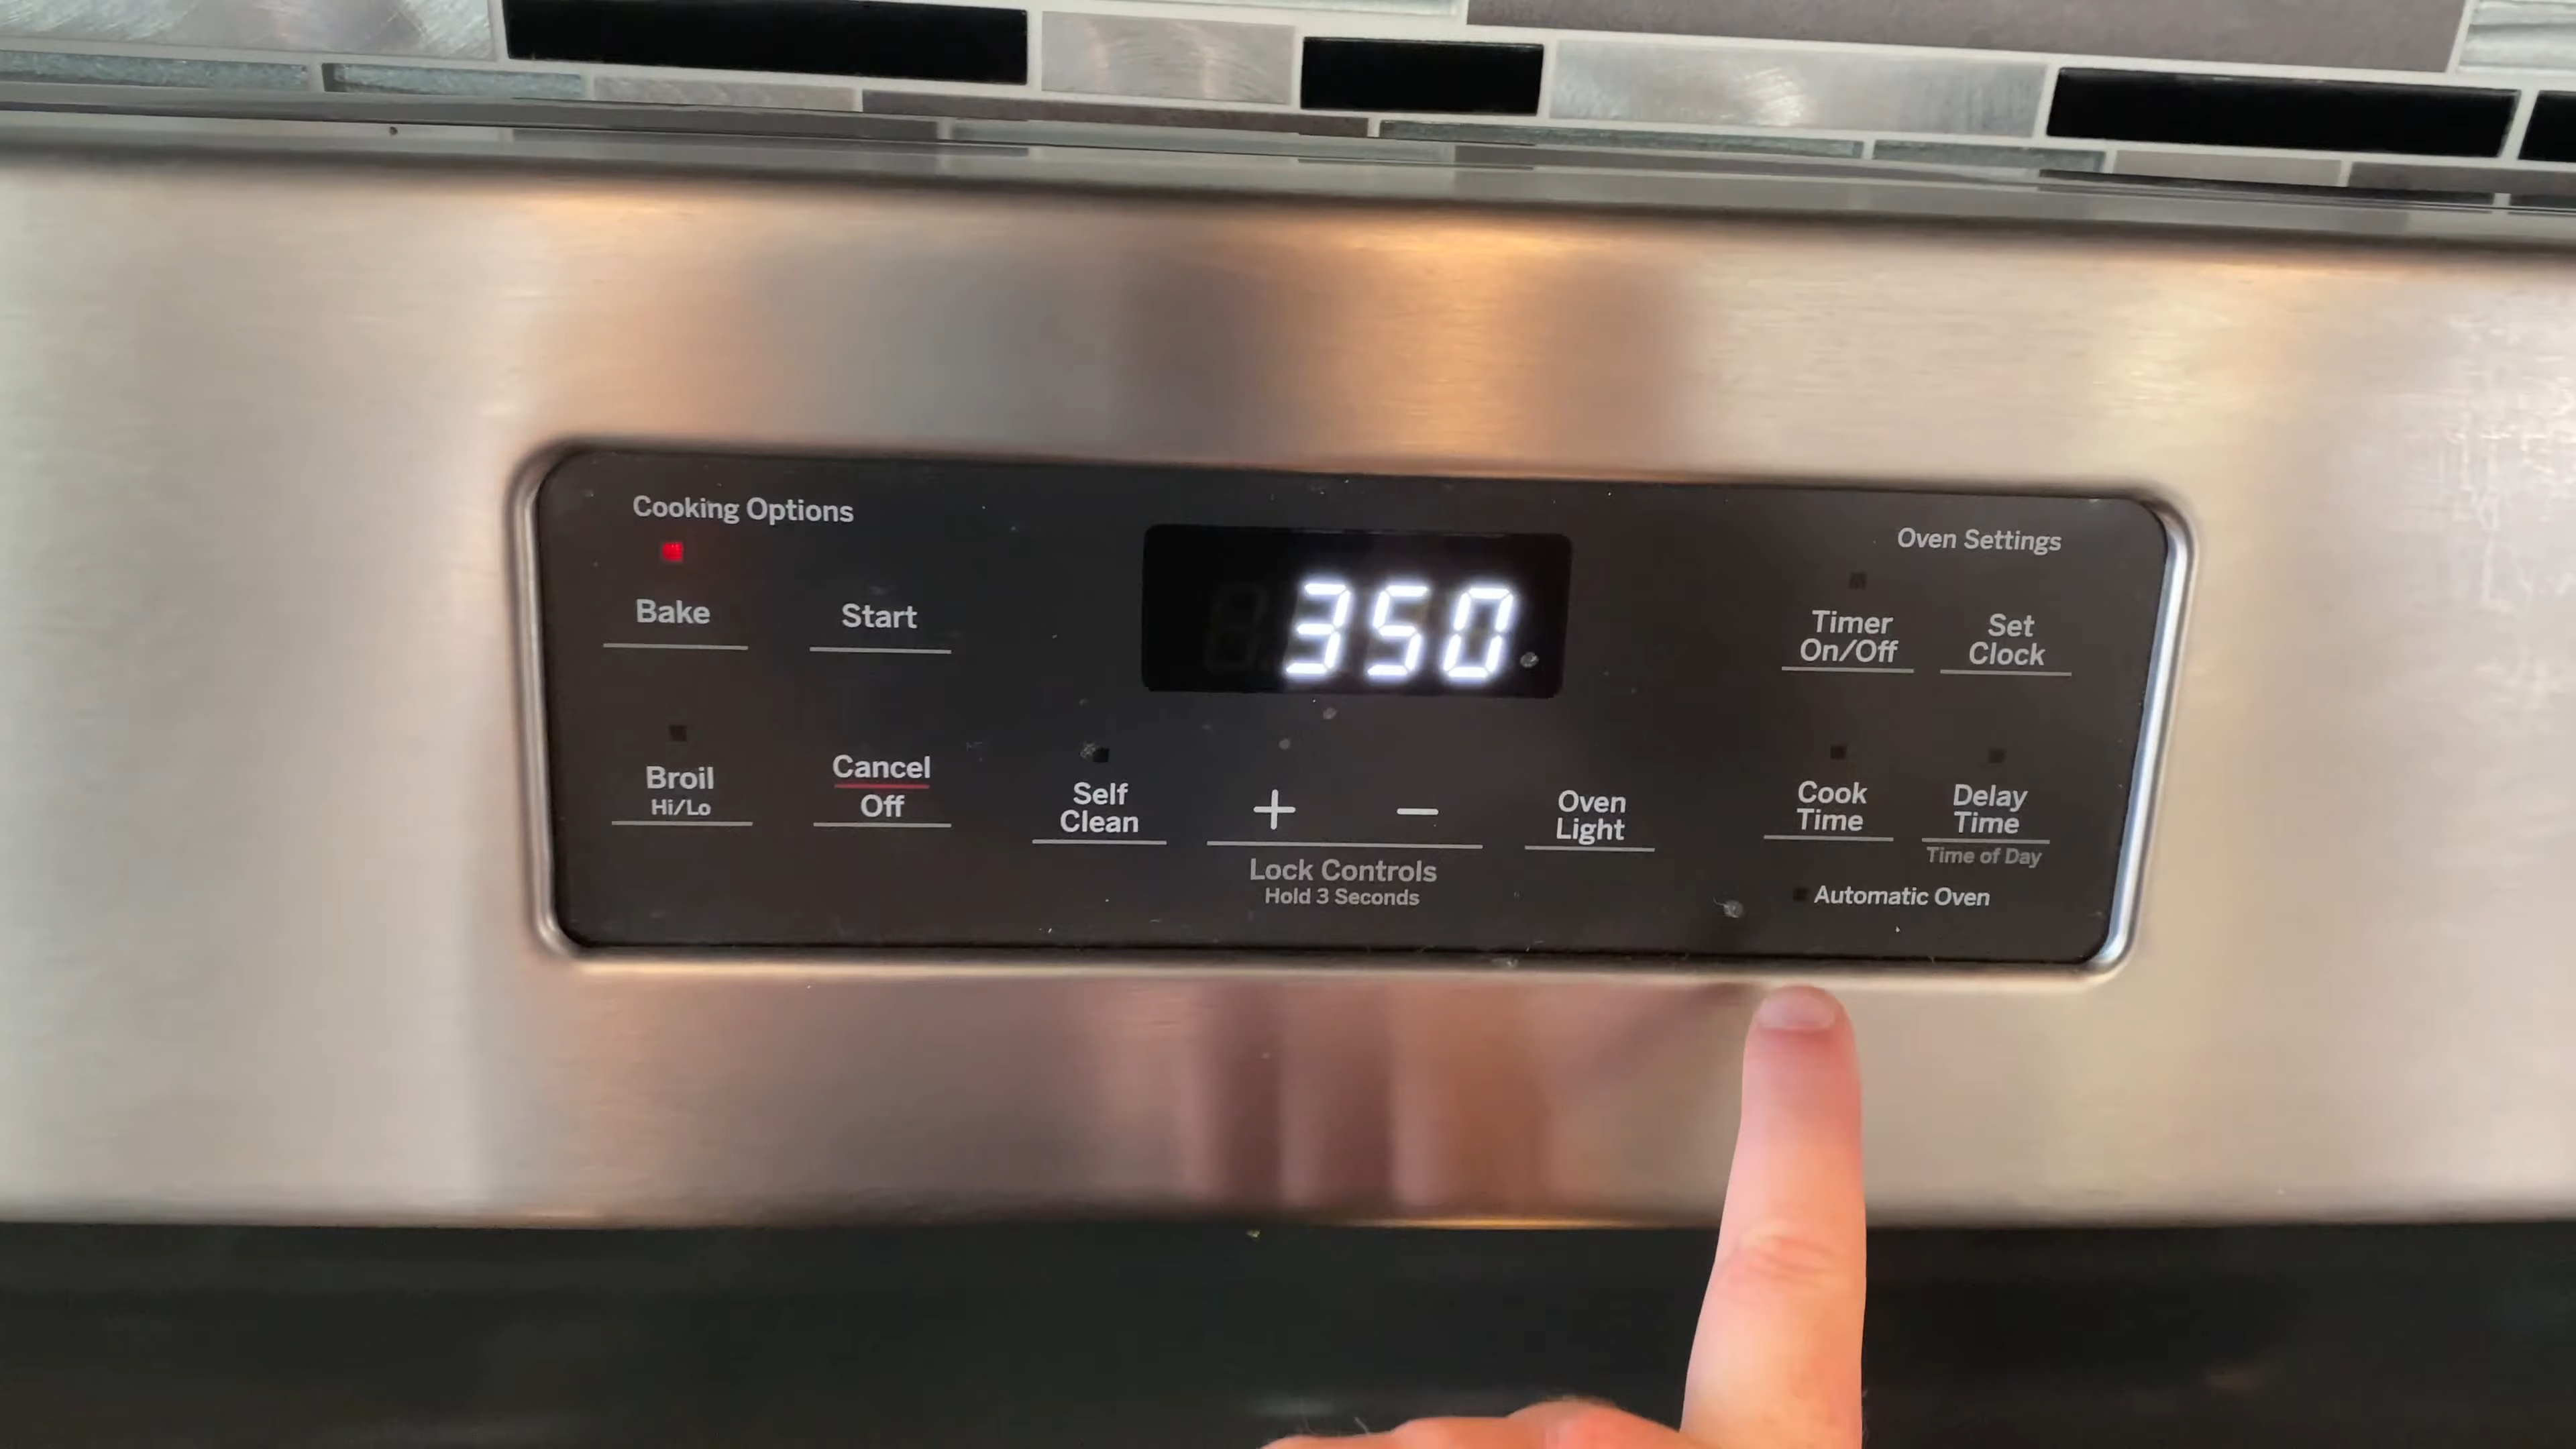 Cooking Options
Bake
Start
Broil
Hi/Lo
Cancel
Off
Self
Clean
350
+ −
Lock Controls
Hold 3 Seconds
Oven
Light
Oven Settings
Timer
On/Off
Set
Clock
Cook
Time
Delay
Time
Time of Day
Automatic Oven